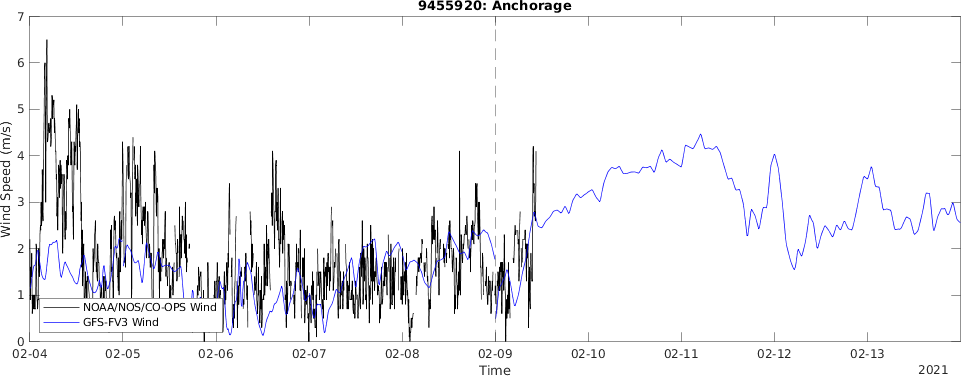 9455920: Anchorage
7
6
5
4
3
2
1
0
Wind Speed (m/s)
NOAA/NOS/CO-OPS Wind
GFS-FV3 Wind
02-04 02-05 02-06 02-07 02-08 02-09 02-10 02-11 02-12 02-13
Time
2021